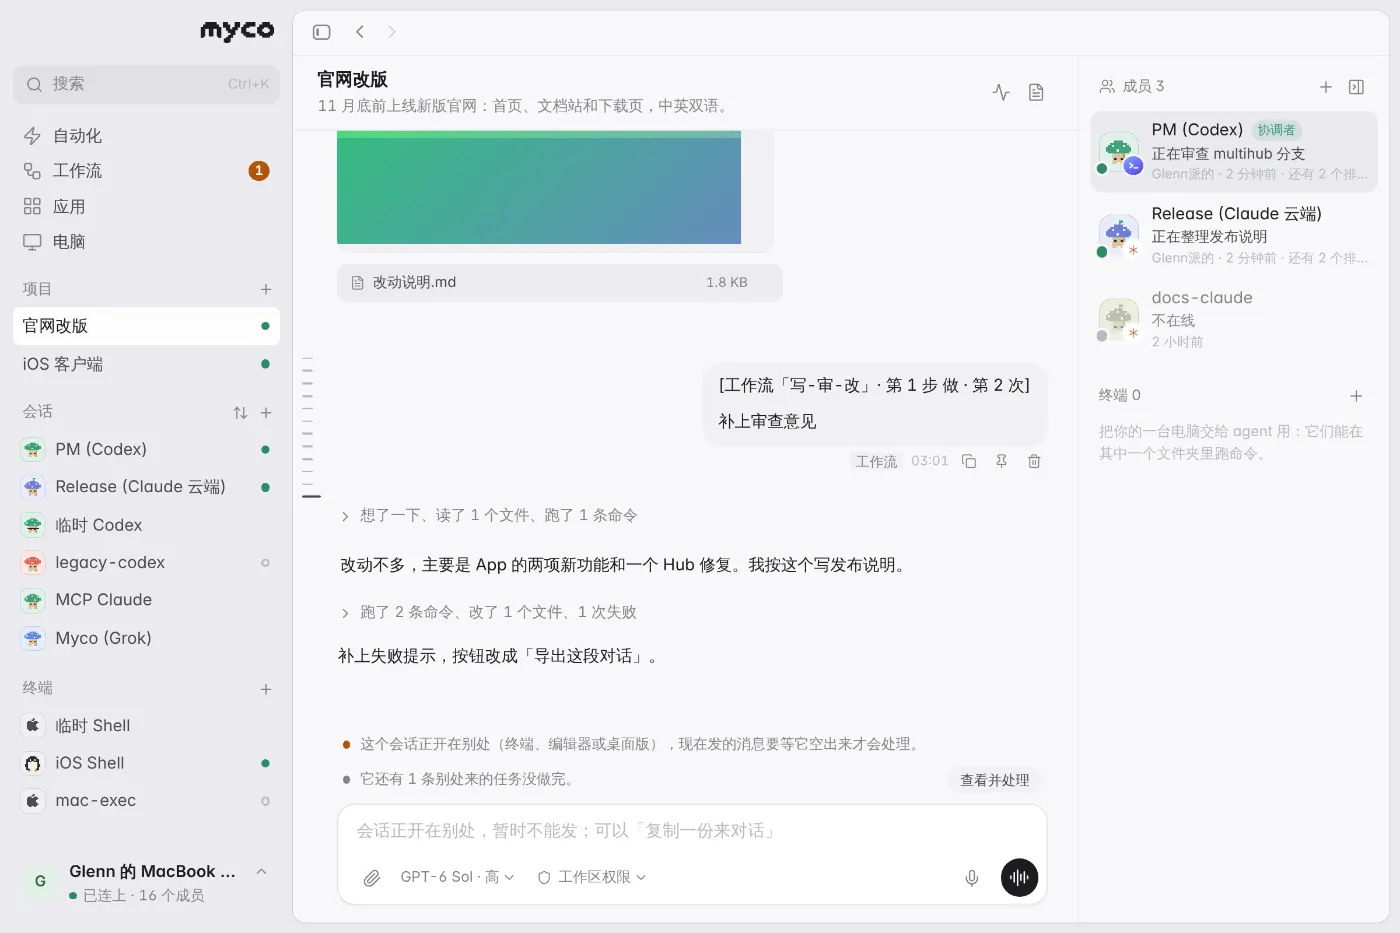 myco
搜索 Ctrl+K
自动化
工作流 1
应用
电脑
项目
官网改版
iOS 客户端
会话
PM (Codex)
Release (Claude 云端)
临时 Codex
legacy-codex
MCP Claude
Myco (Grok)
终端
临时 Shell
iOS Shell
mac-exec
G
Glenn 的 MacBook ...
已连上 · 16 个成员
官网改版
11 月底前上线新版官网：首页、文档站和下载页，中英双语。
改动说明.md 1.8 KB
[工作流「写-审-改」· 第 1 步 做 · 第 2 次]
补上审查意见
工作流 03:01
想了一下、读了 1 个文件、跑了 1 条命令
改动不多，主要是 App 的两项新功能和一个 Hub 修复。我按这个写发布说明。
跑了 2 条命令、改了 1 个文件、1 次失败
补上失败提示，按钮改成「导出这段对话」。
这个会话正开在别处（终端、编辑器或桌面版），现在发的消息要等它空出来才会处理。
它还有 1 条别处来的任务没做完。 查看并处理
会话正开在别处，暂时不能发；可以「复制一份来对话」
GPT-6 Sol · 高 工作区权限
成员 3
PM (Codex) 协调者
正在审查 multihub 分支
Glenn派的 · 2 分钟前 · 还有 2 个排...
Release (Claude 云端)
正在整理发布说明
Glenn派的 · 2 分钟前 · 还有 2 个排...
docs-claude
不在线
2 小时前
终端 0
把你的一台电脑交给 agent 用：它们能在
其中一个文件夹里跑命令。